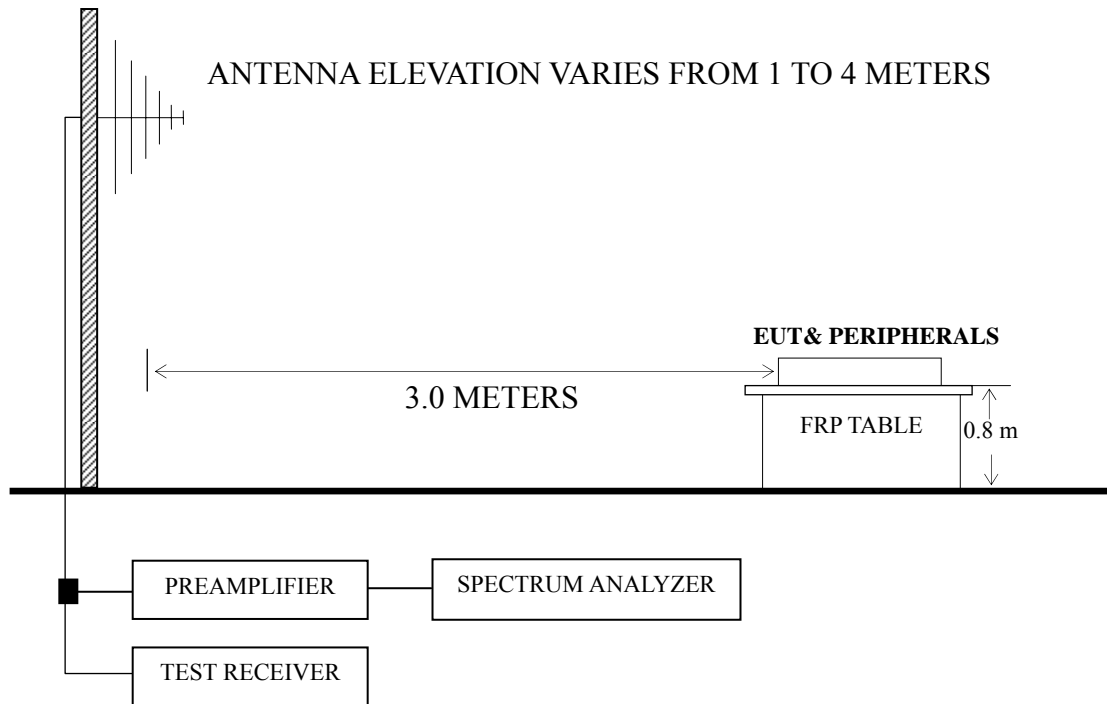 ANTENNA ELEVATION VARIES FROM 1 TO 4 METERS
EUT& PERIPHERALS
3.0 METERS
FRP TABLE
0.8 m
PREAMPLIFIER
SPECTRUM ANALYZER
TEST RECEIVER